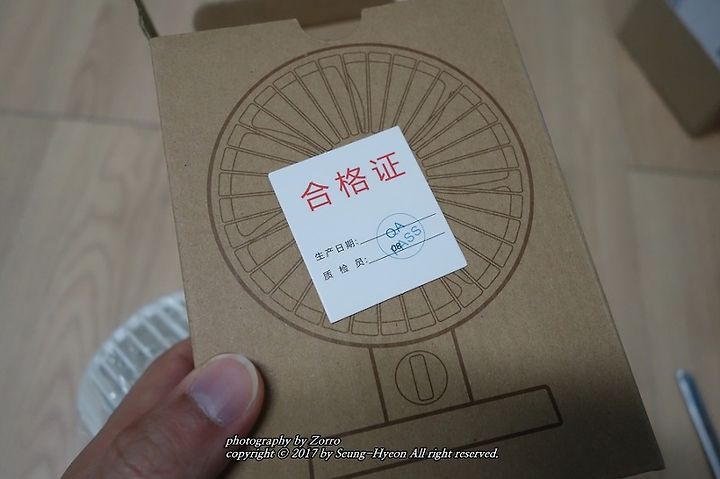 合格证
生产日期:
QA
PASS
08
质 检 员:
photography by Zorro
copyright © 2017 by Seung-Hyeon All right reserved.